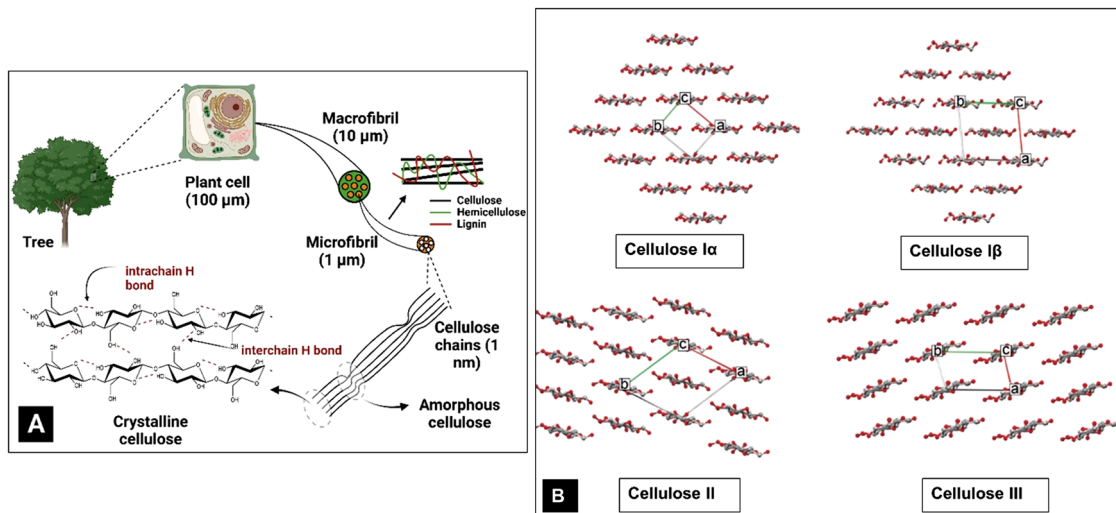 Macrofibril
(10 µm)
Plant cell
(100 µm)
Cellulose
Hemicellulose
Lignin
Tree
Microfibril
(1 µm)
intrachain H
bond
interchain H bond
Cellulose
chains (1
nm)
Amorphous
cellulose
Crystalline
cellulose
A
c
b
a
Cellulose Iα
b
c
a
Cellulose Iβ
c
b
a
Cellulose II
b
c
a
Cellulose III
B